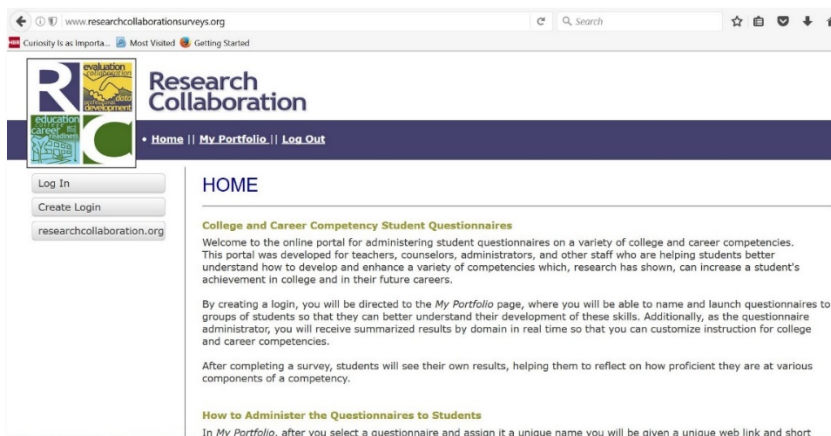 www.researchcollaborationsurveys.org
Search
Curiosity Is as Importa... Most Visited Getting Started
evaluation
collaboration
data
professional
development
education
college
career
readiness
R
C
Research
Collaboration
• Home || My Portfolio || Log Out
Log In
Create Login
researchcollaboration.org
HOME
College and Career Competency Student Questionnaires
Welcome to the online portal for administering student questionnaires on a variety of college and career competencies.
This portal was developed for teachers, counselors, administrators, and other staff who are helping students better
understand how to develop and enhance a variety of competencies which, research has shown, can increase a student's
achievement in college and in their future careers.
By creating a login, you will be directed to the My Portfolio page, where you will be able to name and launch questionnaires to
groups of students so that they can better understand their development of these skills. Additionally, as the questionnaire
administrator, you will receive summarized results by domain in real time so that you can customize instruction for college
and career competencies.
After completing a survey, students will see their own results, helping them to reflect on how proficient they are at various
components of a competency.
How to Administer the Questionnaires to Students
In My Portfolio, after you select a questionnaire and assign it a unique name you will be given a unique web link and short